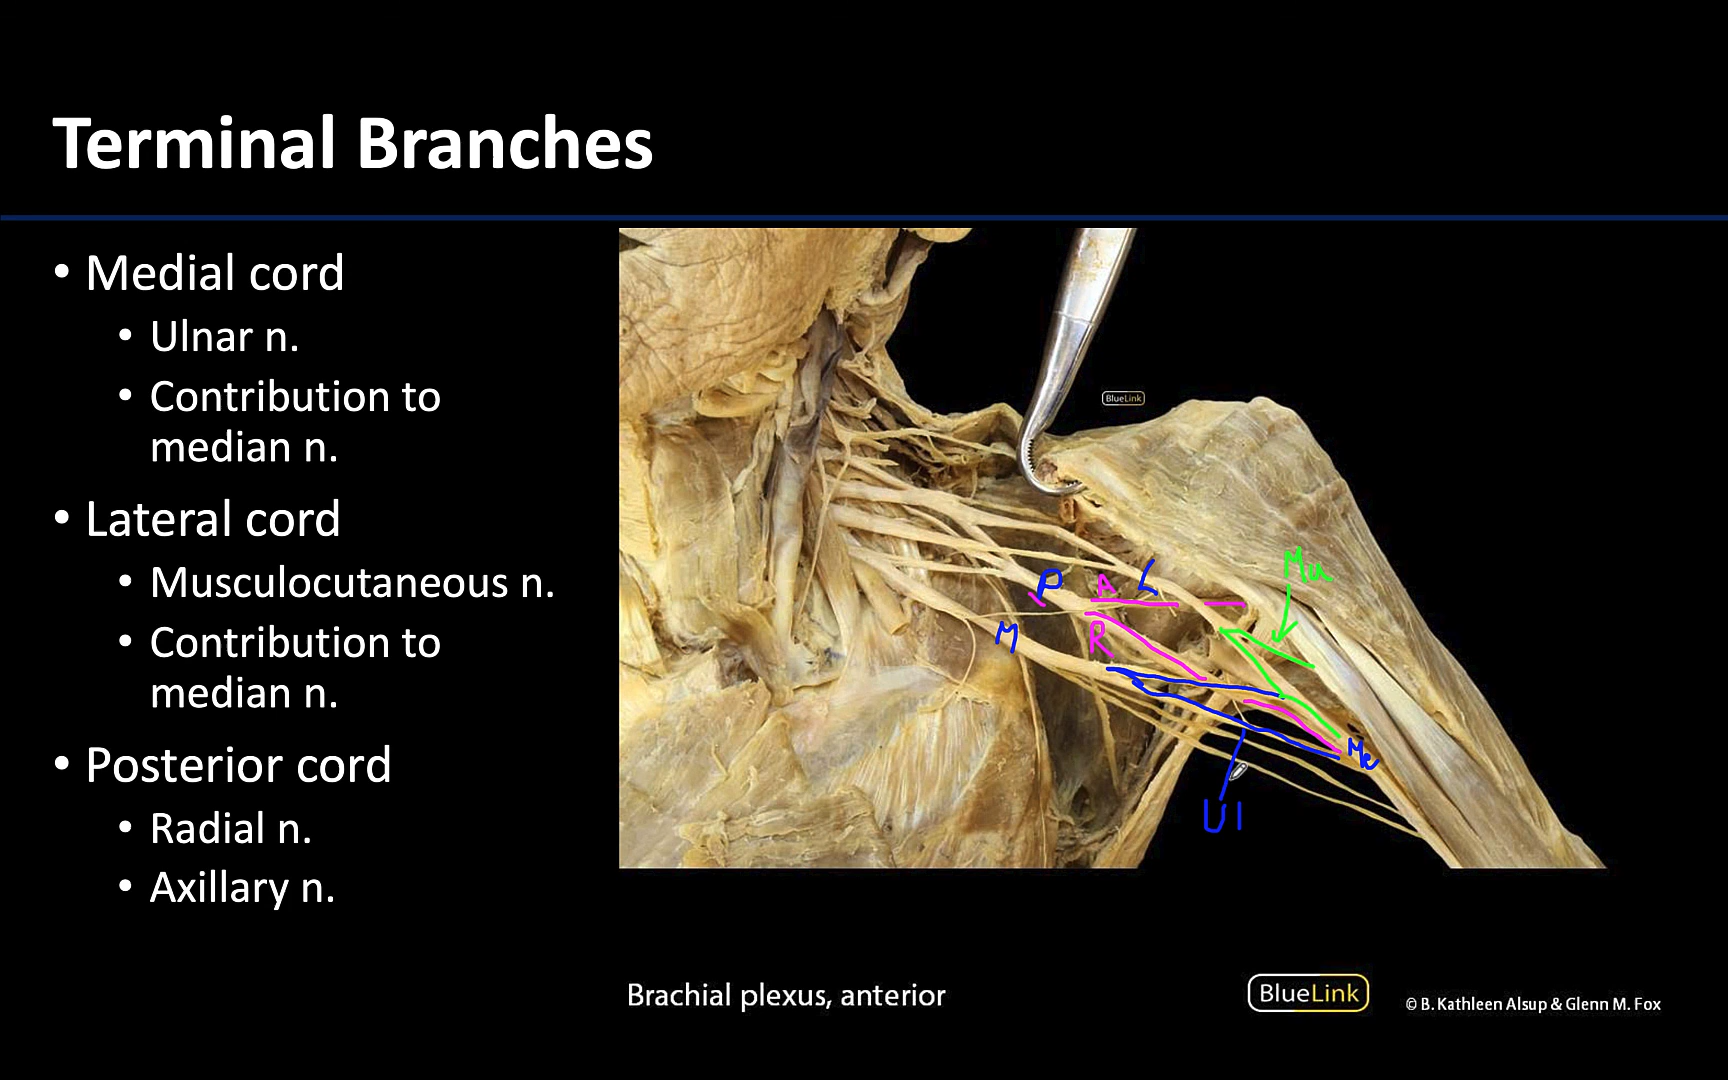 Terminal Branches
• Medial cord
• Ulnar n.
• Contribution to
median n.
• Lateral cord
• Musculocutaneous n.
• Contribution to
median n.
• Posterior cord
• Radial n.
• Axillary n.
BlueLink
Mu
P
A
L
R
M
Me
Ul
Brachial plexus, anterior
BlueLink
© B. Kathleen Alsup & Glenn M. Fox